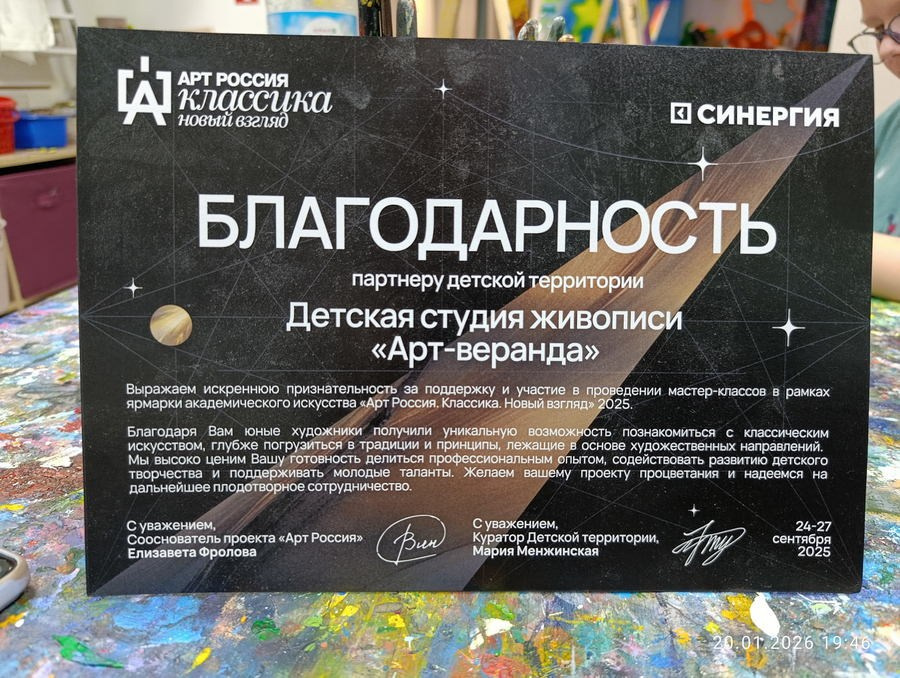 АРТ РОССИЯ
классика
новый взгляд
СИНЕРГИЯ
БЛАГОДАРНОСТЬ
партнеру детской территории
Детская студия живописи
«Арт-веранда»
Выражаем искреннюю признательность за поддержку и участие в проведении мастер-классов в рамках
ярмарки академического искусства «Арт Россия. Классика. Новый взгляд» 2025.
Благодаря Вам юные художники получили уникальную возможность познакомиться с классическим
искусством, глубже погрузиться в традиции и принципы, лежащие в основе художественных направлений.
Мы высоко ценим Вашу готовность делиться профессиональным опытом, содействовать развитию детского
творчества и поддерживать молодые таланты. Желаем вашему проекту процветания и надеемся на
дальнейшее плодотворное сотрудничество.
С уважением,
Сооснователь проекта «Арт Россия»
Елизавета Фролова
С уважением,
Куратор Детской территории,
Мария Менжинская
24-27
сентября
2025
20.01.2026 19:46